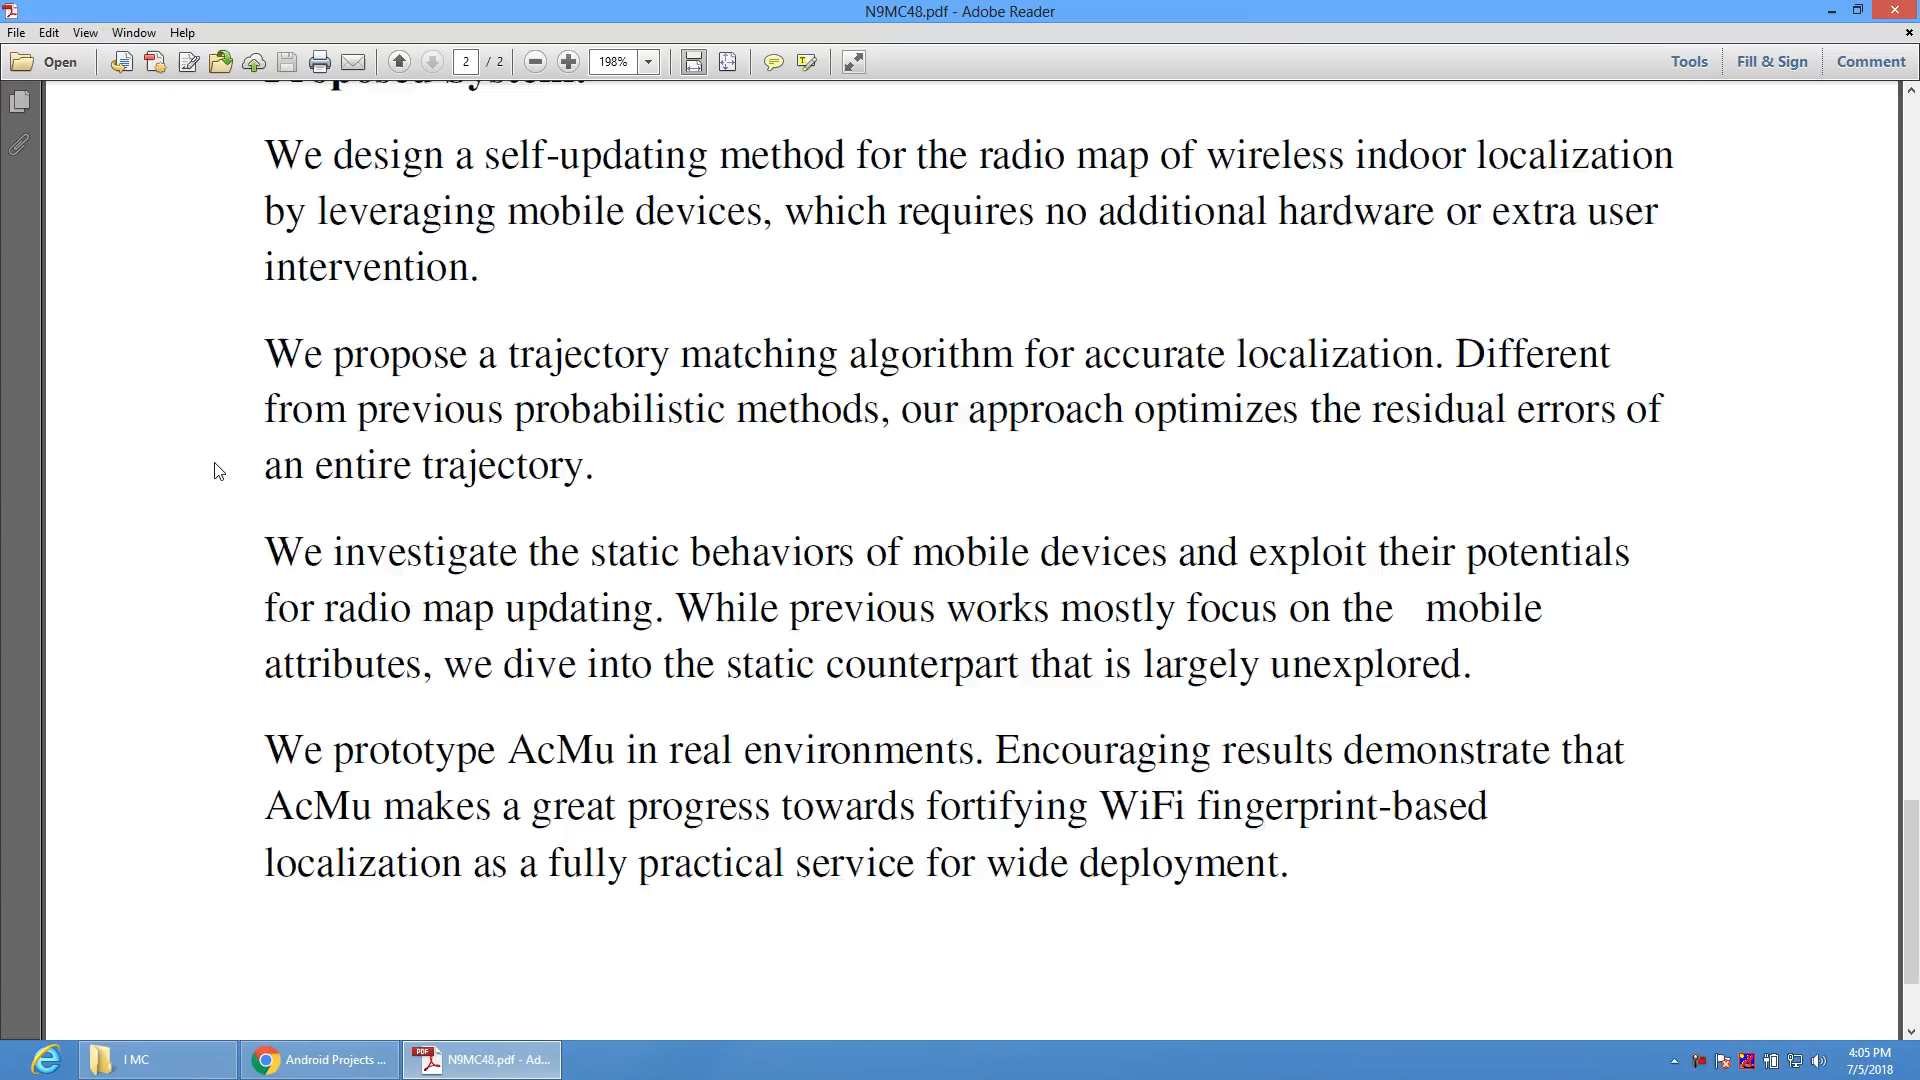 N9MC48.pdf - Adobe Reader
File Edit View Window Help
Open 2 / 2 198% Tools Fill & Sign Comment
Proposed System:
We design a self-updating method for the radio map of wireless indoor localization
by leveraging mobile devices, which requires no additional hardware or extra user
intervention.
We propose a trajectory matching algorithm for accurate localization. Different
from previous probabilistic methods, our approach optimizes the residual errors of
an entire trajectory.
We investigate the static behaviors of mobile devices and exploit their potentials
for radio map updating. While previous works mostly focus on the mobile
attributes, we dive into the static counterpart that is largely unexplored.
We prototype AcMu in real environments. Encouraging results demonstrate that
AcMu makes a great progress towards fortifying WiFi fingerprint-based
localization as a fully practical service for wide deployment.
I MC
Android Projects ...
PDF
N9MC48.pdf - Ad...
4:05 PM
7/5/2018